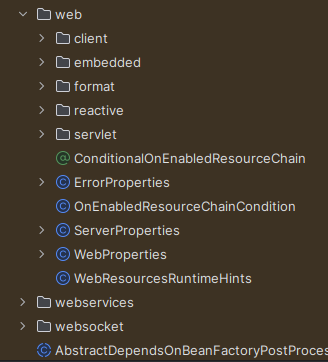 web
client
embedded
format
reactive
servlet
ConditionalOnEnabledResourceChain
ErrorProperties
OnEnabledResourceChainCondition
ServerProperties
WebProperties
WebResourcesRuntimeHints
webservices
websocket
AbstractDependsOnBeanFactoryPostProces